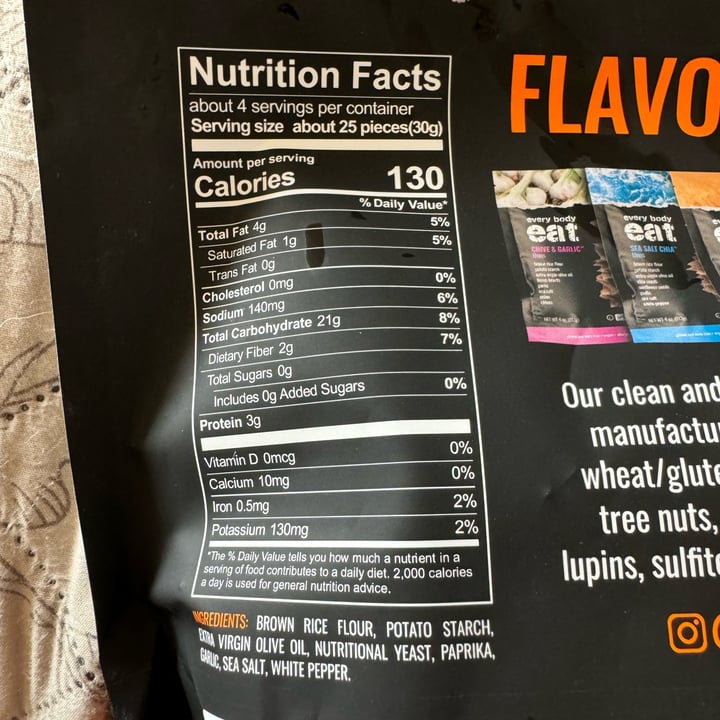 Nutrition Facts
about 4 servings per container
Serving size about 25 pieces(30g)
Amount per serving
Calories 130
% Daily Value*
Total Fat 4g 5%
Saturated Fat 1g 5%
Trans Fat 0g
Cholesterol 0mg 0%
Sodium 140mg 6%
Total Carbohydrate 21g 8%
Dietary Fiber 2g 7%
Total Sugars 0g
Includes 0g Added Sugars 0%
Protein 3g
Vitamin D 0mcg 0%
Calcium 10mg 0%
Iron 0.5mg 2%
Potassium 130mg 2%
*The % Daily Value tells you how much a nutrient in a
serving of food contributes to a daily diet. 2,000 calories
a day is used for general nutrition advice.
INGREDIENTS: BROWN RICE FLOUR, POTATO STARCH,
EXTRA VIRGIN OLIVE OIL, NUTRITIONAL YEAST, PAPRIKA,
GARLIC, SEA SALT, WHITE PEPPER.
FLAVO
every body
eat
CHIVE & GARLIC
thins
every body
eat
SEA SALT CHIA
thins
Our clean and
manufactu
wheat/glute
tree nuts,
lupins, sulfite